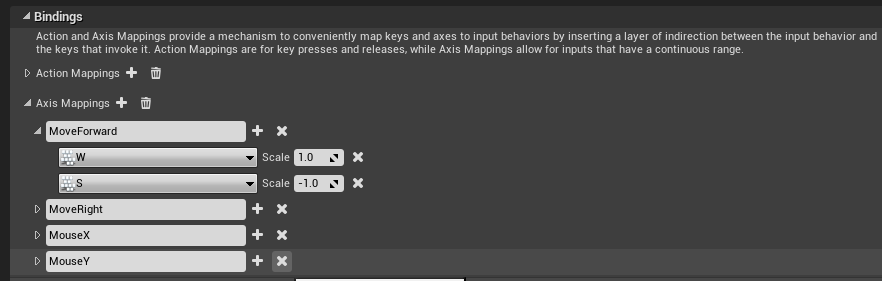 Bindings
Action and Axis Mappings provide a mechanism to conveniently map keys and axes to input behaviors by inserting a layer of indirection between the input behavior and
the keys that invoke it. Action Mappings are for key presses and releases, while Axis Mappings allow for inputs that have a continuous range.
Action Mappings
Axis Mappings
MoveForward
W Scale 1.0
S Scale -1.0
MoveRight
MouseX
MouseY